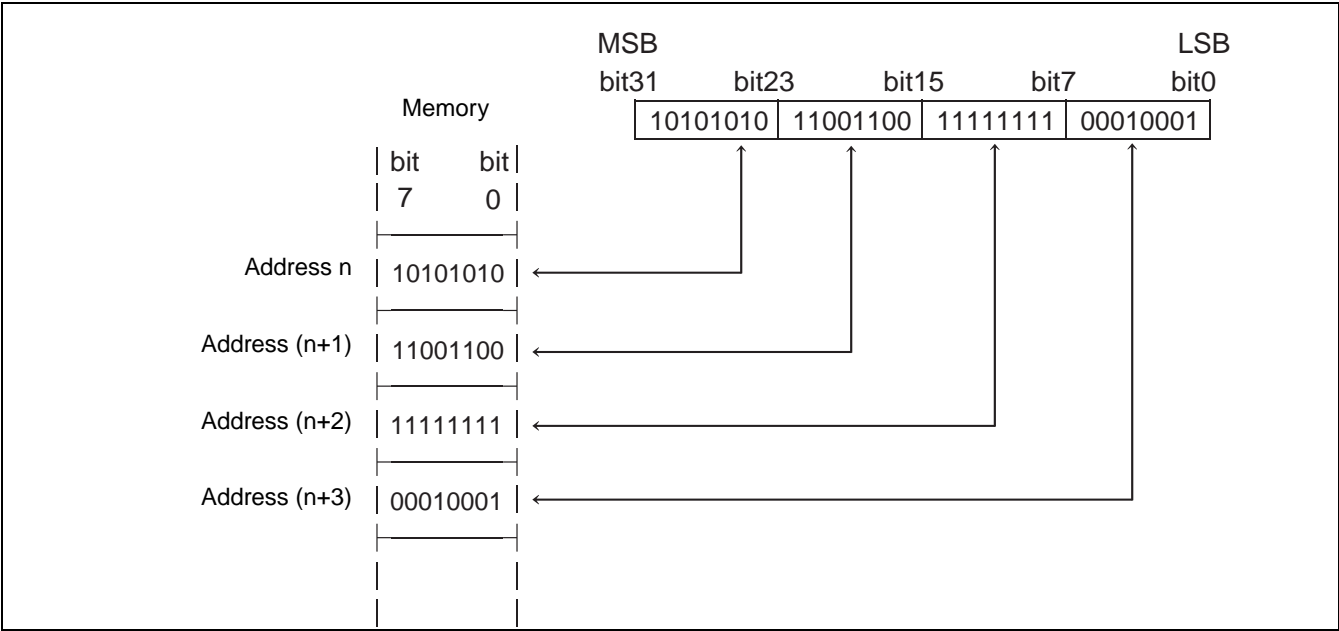 MSB LSB
bit31 bit23 bit15 bit7 bit0
10101010 11001100 11111111 00010001
Memory
bit bit
7 0
Address n 10101010
Address (n+1) 11001100
Address (n+2) 11111111
Address (n+3) 00010001